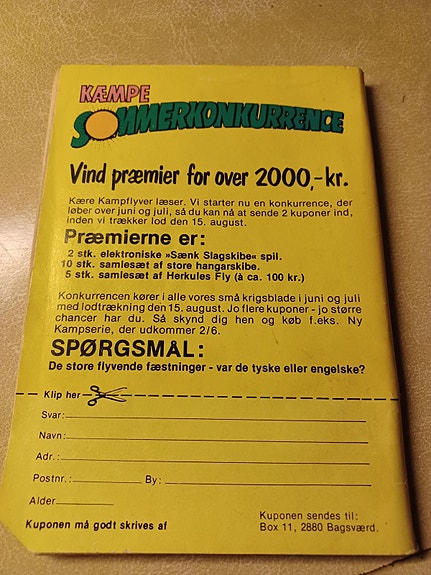 KÆMPE
SOMMERKONKURRENCE
Vind præmier for over 2000,-kr.
Kære Kampflyver læser. Vi starter nu en konkurrence, der
løber over juni og juli, så du kan nå at sende 2 kuponer ind,
inden vi trækker lod den 15. august.
Præmierne er:
2 stk. elektroniske »Sænk Slagskibe« spil.
10 stk. samlesæt af store hangarskibe.
5 stk. samlesæt af Herkules Fly (à ca. 100 kr.)
Konkurrencen kører i alle vores små krigsblade i juni og juli
med lodtrækning den 15. august. Jo flere kuponer - jo større
chancer har du. Så skynd dig hen og køb f.eks. Ny
Kampserie, der udkommer 2/6.
SPØRGSMÅL:
De store flyvende fæstninger - var de tyske eller engelske?
Klip her
Svar:
Navn:
Adr.:
Postnr.: By:
Alder
Kuponen må godt skrives af
Kuponen sendes til:
Box 11, 2880 Bagsværd.